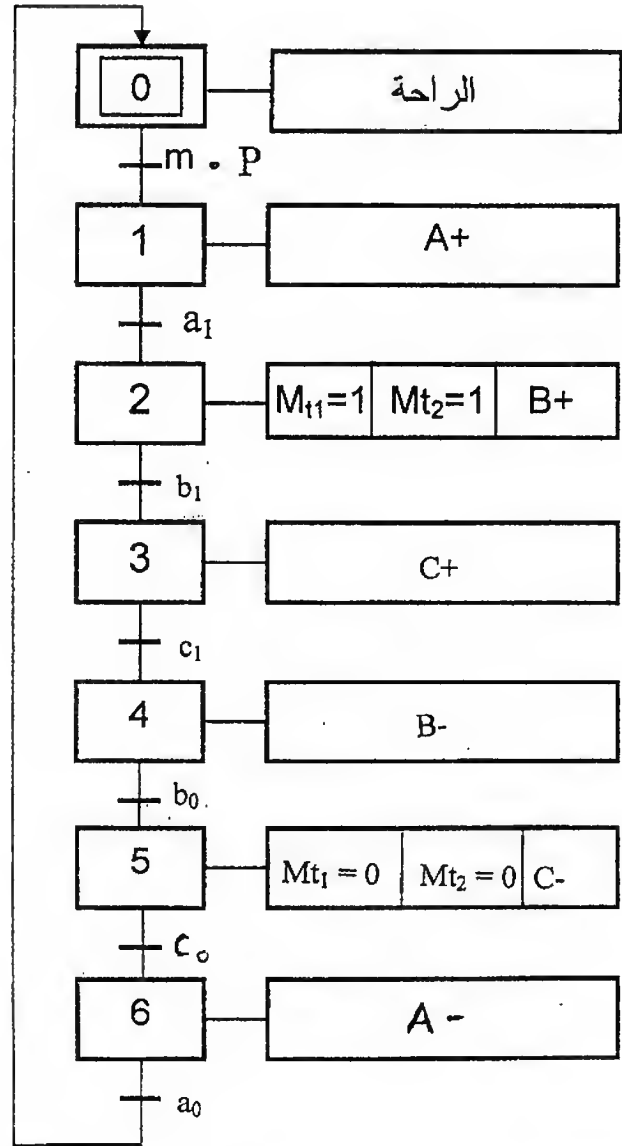 0 الراحة
m . P
1 A+
a₁
2 Mt1=1 Mt₂=1 B+
b₁
3 C+
c₁
4 B-
b₀
5 Mt₁ = 0 Mt₂ = 0 C-
C₀
6 A -
a₀